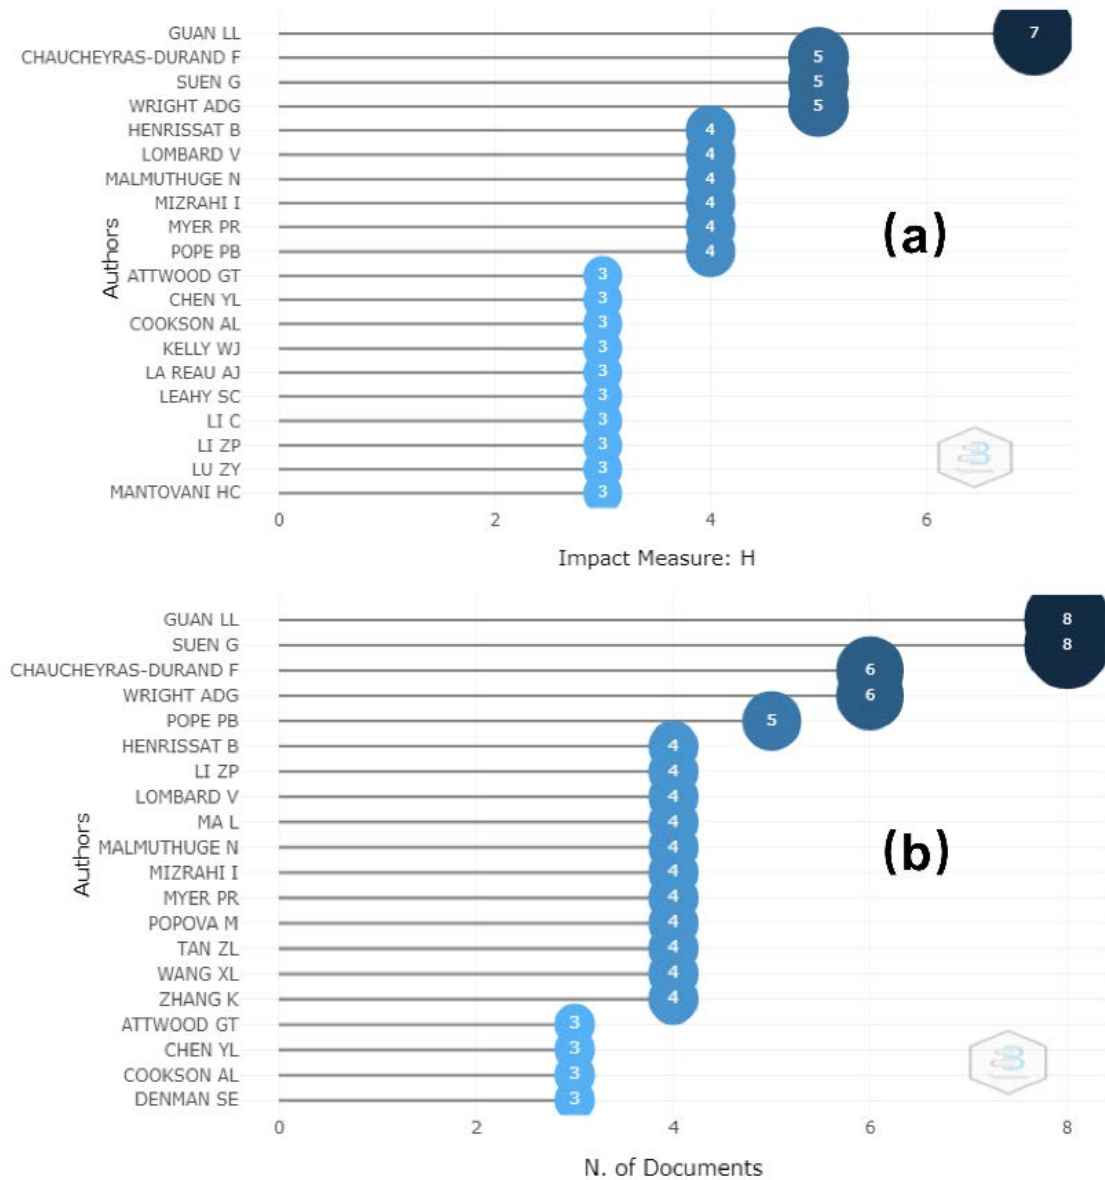 GUAN LL 7
CHAUCHEYRAS-DURAND F 5
SUEN G 5
WRIGHT ADG 5
HENRISSAT B 4
LOMBARD V 4
MALMUTHUGE N 4
MIZRAHI I 4
MYER PR 4
POPE PB 4
ATTWOOD GT 3
CHEN YL 3
COOKSON AL 3
KELLY WJ 3
LA REAU AJ 3
LEAHY SC 3
LI C 3
LI ZP 3
LU ZY 3
MANTOVANI HC 3
Authors
(a)
0 2 4 6
Impact Measure: H
GUAN LL 8
SUEN G 8
CHAUCHEYRAS-DURAND F 6
WRIGHT ADG 6
POPE PB 5
HENRISSAT B 4
LI ZP 4
LOMBARD V 4
MA L 4
MALMUTHUGE N 4
MIZRAHI I 4
MYER PR 4
POPOVA M 4
TAN ZL 4
WANG XL 4
ZHANG K 4
ATTWOOD GT 3
CHEN YL 3
COOKSON AL 3
DENMAN SE 3
Authors
(b)
0 2 4 6 8
N. of Documents